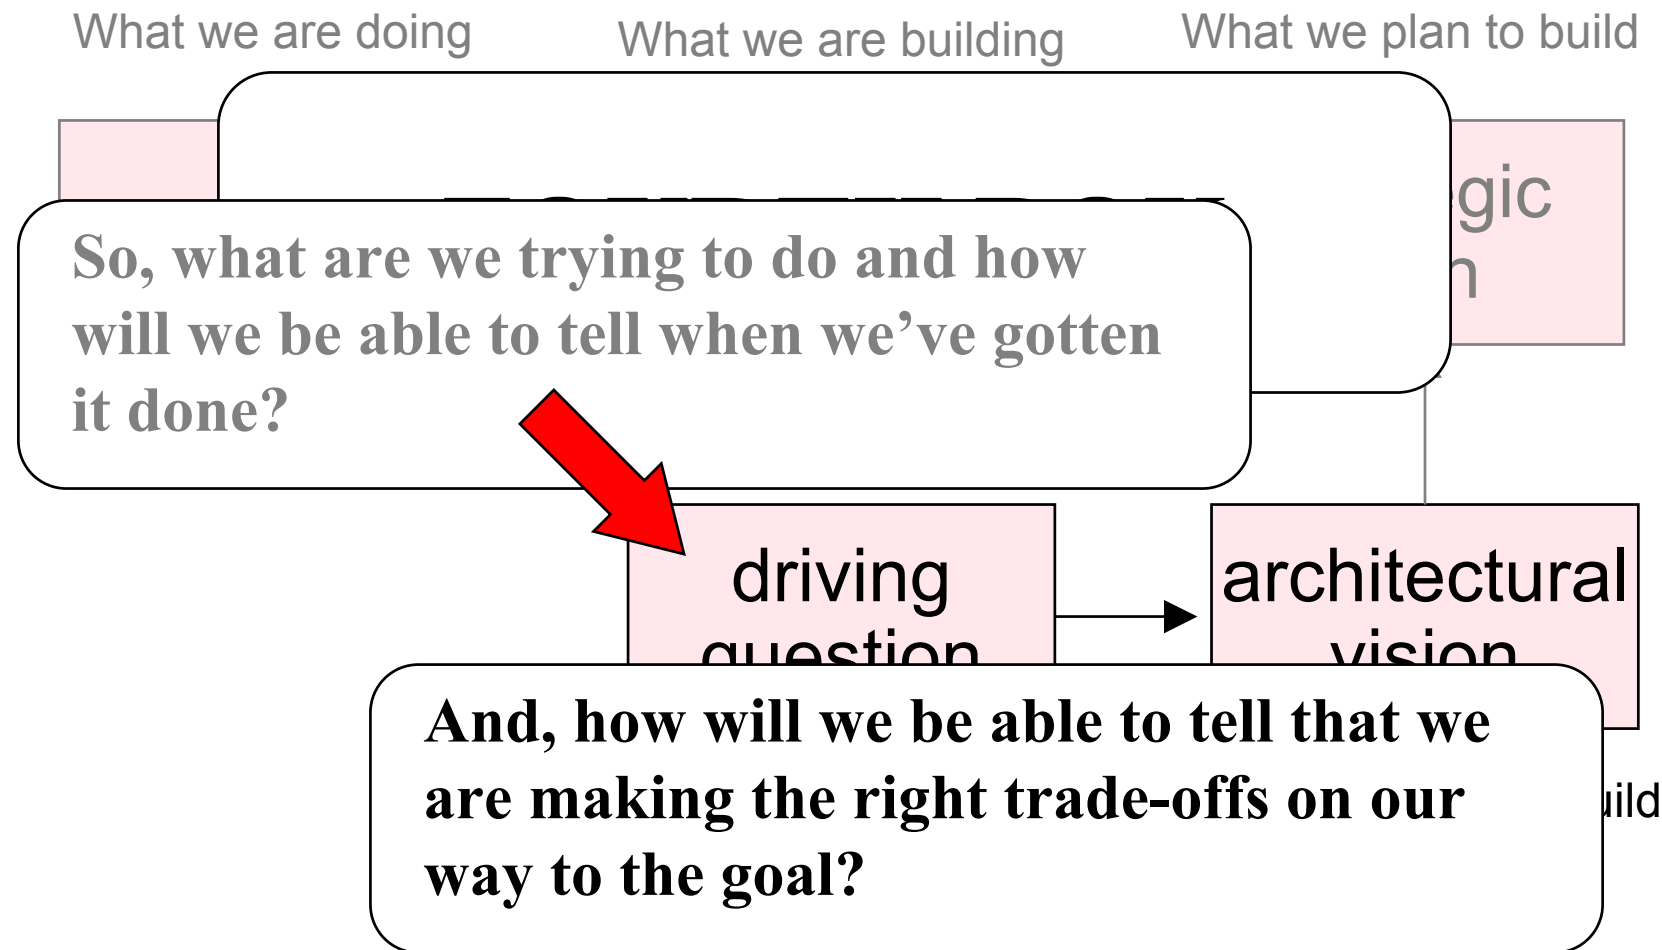 What we are doing
What we are building
What we plan to build
So, what are we trying to do and how
will we be able to tell when we’ve gotten
it done?
driving
question
architectural
vision
And, how will we be able to tell that we
are making the right trade-offs on our
way to the goal?